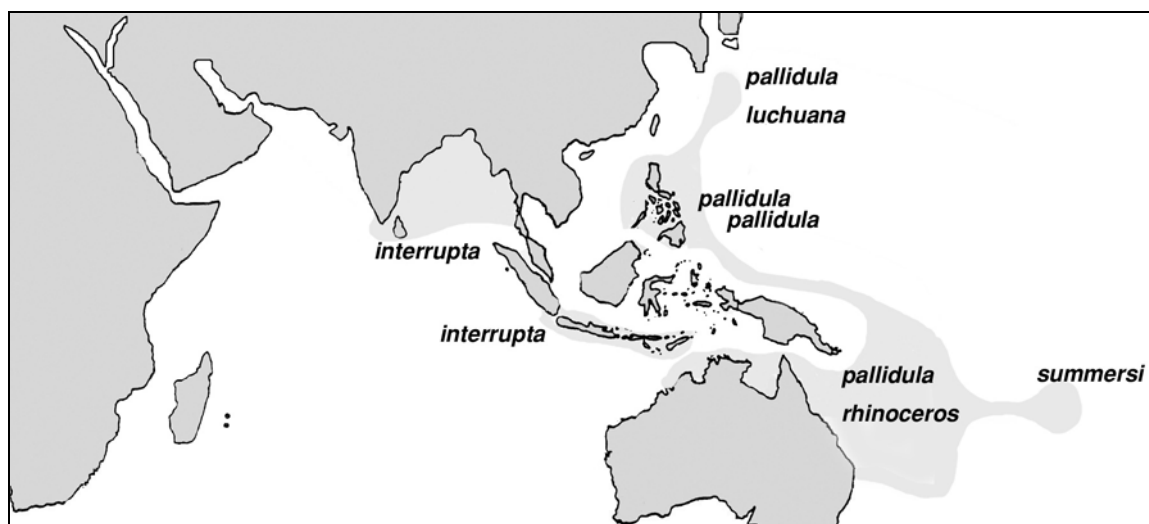 pallidula
luchuana
pallidula
pallidula
interrupta
interrupta
pallidula
summersi
rhinoceros